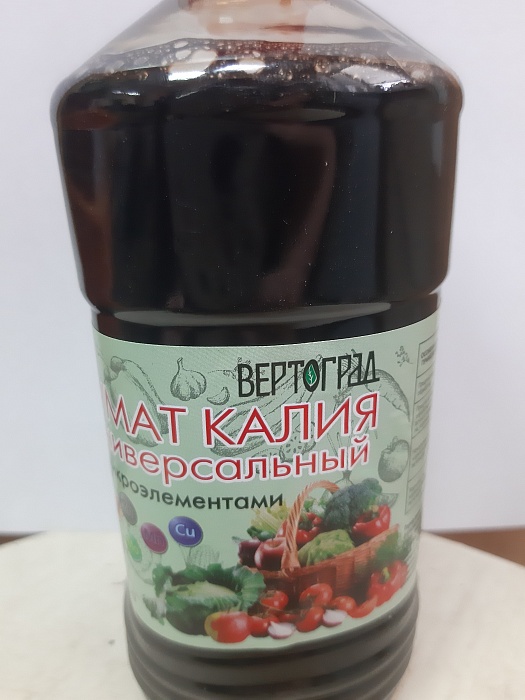 ВЕРТОГРАД
МАТ КАЛИЯ
иверсальный
кроэлементами
Cu